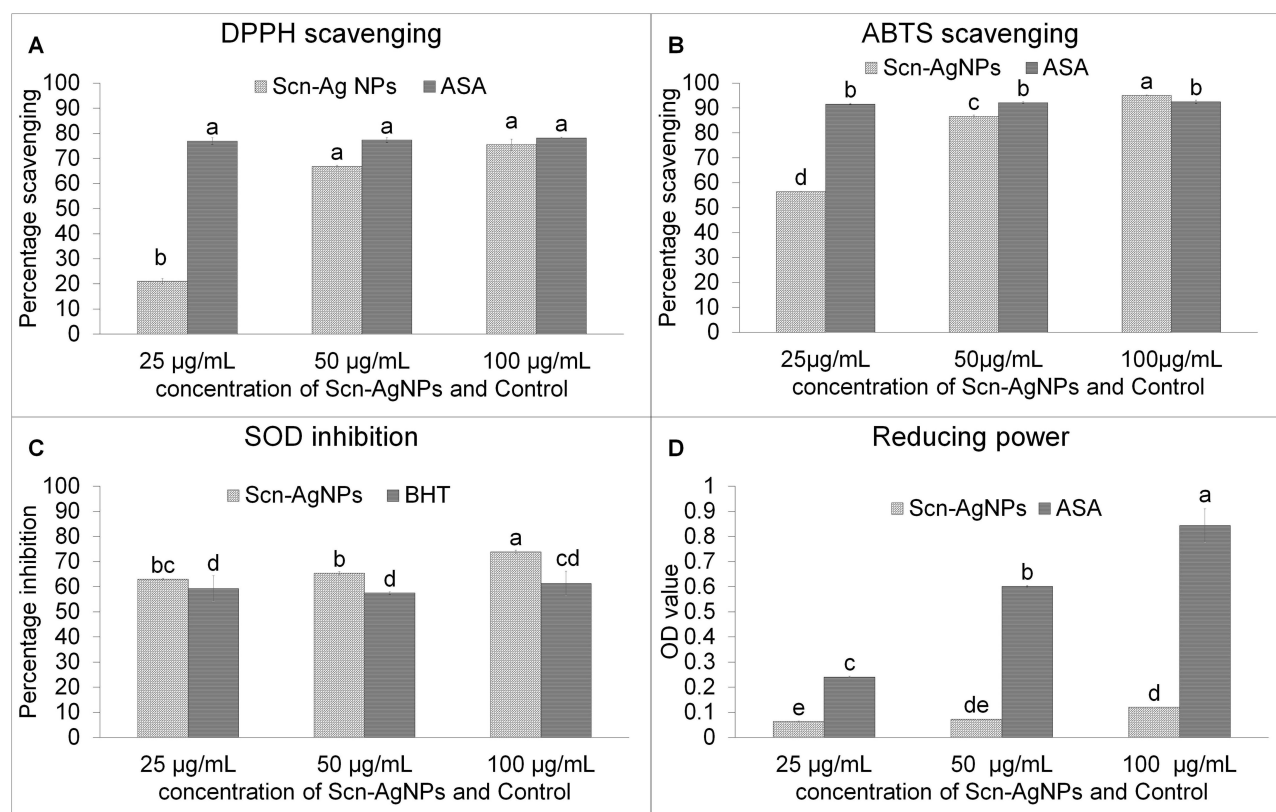 A
DPPH scavenging
Scn-Ag NPs ASA
Percentage scavenging
100
90
80
70
60
50
40
30
20
10
0
b a a a a a
25 µg/mL 50 µg/mL 100 µg/mL
concentration of Scn-AgNPs and Control
B
ABTS scavenging
Scn-AgNPs ASA
Percentage scavenging
100
90
80
70
60
50
40
30
20
10
0
d b c b a b
25µg/mL 50µg/mL 100µg/mL
concentration of Scn-AgNPs and Control
C
SOD inhibition
Scn-AgNPs BHT
Percentage inhibition
100
90
80
70
60
50
40
30
20
10
0
bc d b d a cd
25 µg/mL 50 µg/mL 100 µg/mL
concentration of Scn-AgNPs and Control
D
Reducing power
Scn-AgNPs ASA
OD value
1
0.9
0.8
0.7
0.6
0.5
0.4
0.3
0.2
0.1
0
e c de b d a
25 µg/mL 50 µg/mL 100 µg/mL
concentration of Scn-AgNPs and Control